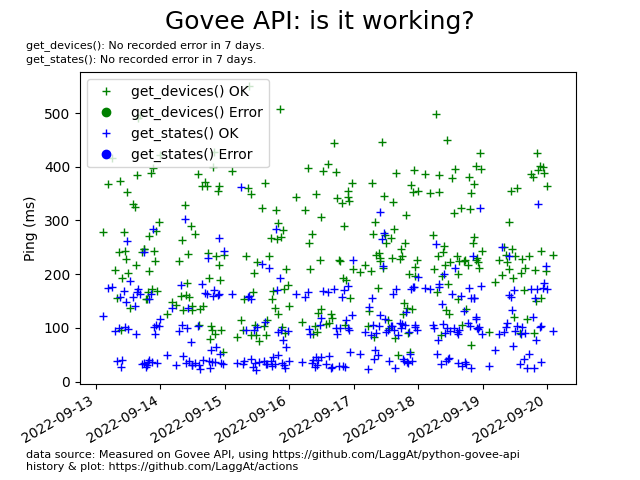 Govee API: is it working?
get_devices(): No recorded error in 7 days.
get_states(): No recorded error in 7 days.
get_devices() OK
get_devices() Error
get_states() OK
get_states() Error
Ping (ms)
500
400
300
200
100
0
2022-09-13
2022-09-14
2022-09-15
2022-09-16
2022-09-17
2022-09-18
2022-09-19
2022-09-20
data source: Measured on Govee API, using https://github.com/LaggAt/python-govee-api
history & plot: https://github.com/LaggAt/actions